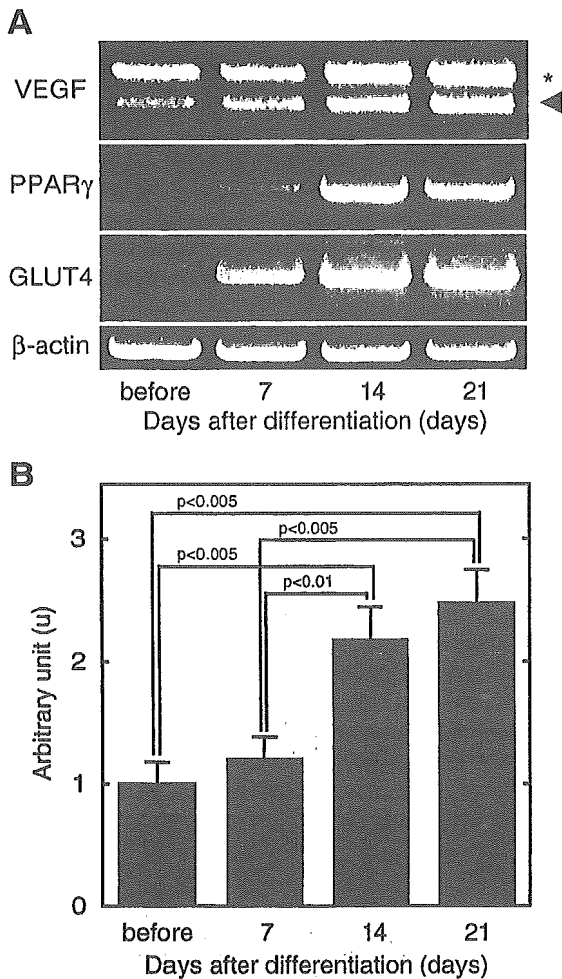 A
VEGF
*
PPARγ
GLUT4
β-actin
before 7 14 21
Days after differentiation (days)
B
p<0.005
p<0.005
p<0.005
p<0.01
3
2
1
0
Arbitrary unit (u)
before 7 14 21
Days after differentiation (days)